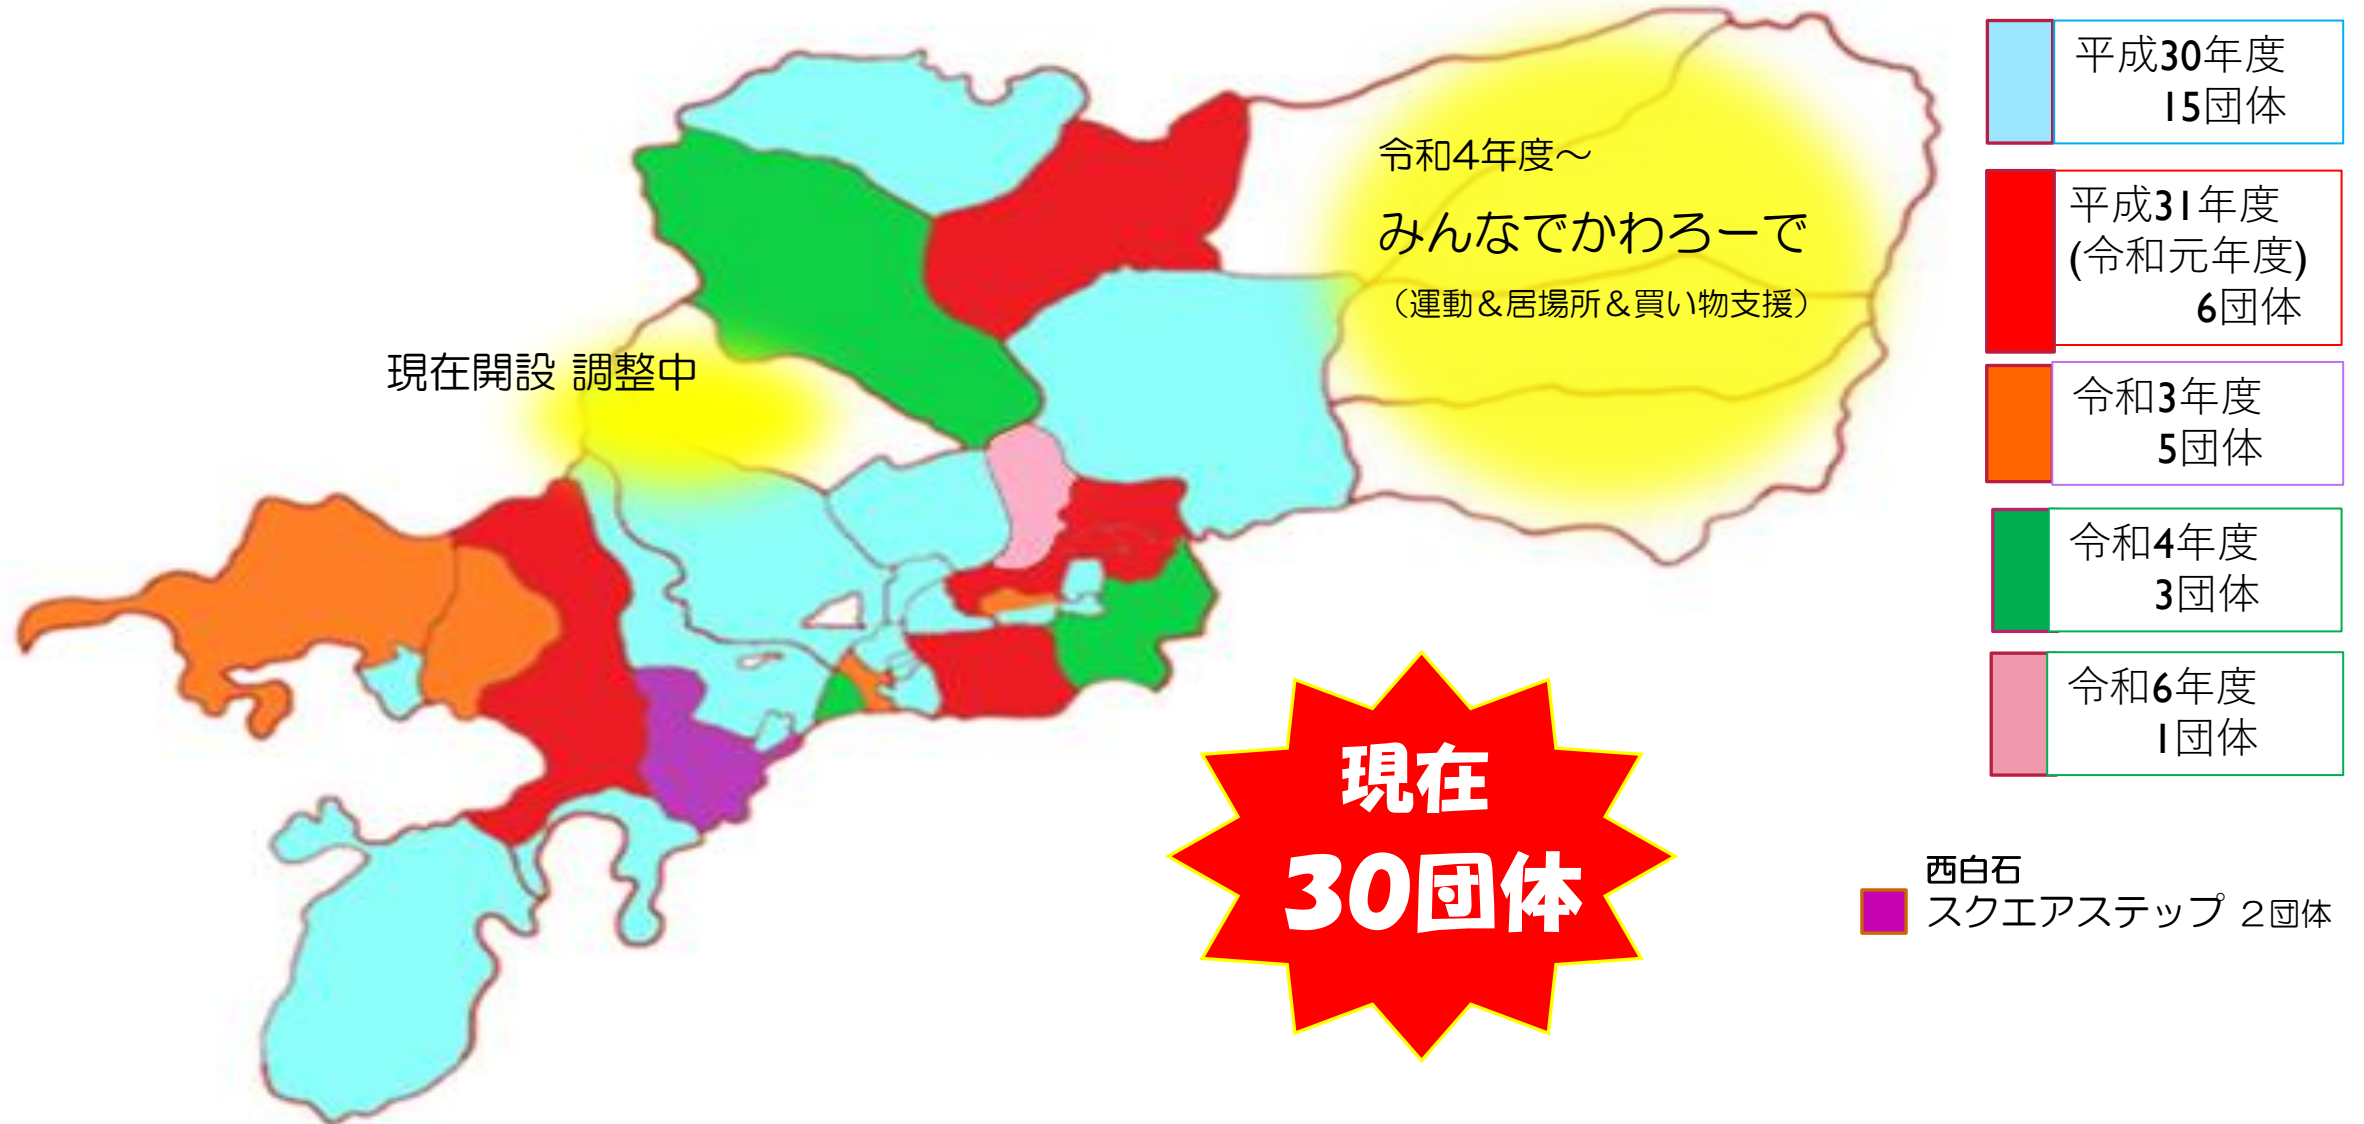 令和4年度～
みんなでかわろーで
（運動＆居場所＆買い物支援）
現在開設 調整中
平成30年度
15団体
平成31年度
(令和元年度)
6団体
令和3年度
5団体
令和4年度
3団体
令和6年度
1団体
現在
30団体
西白石
スクエアステップ ２団体